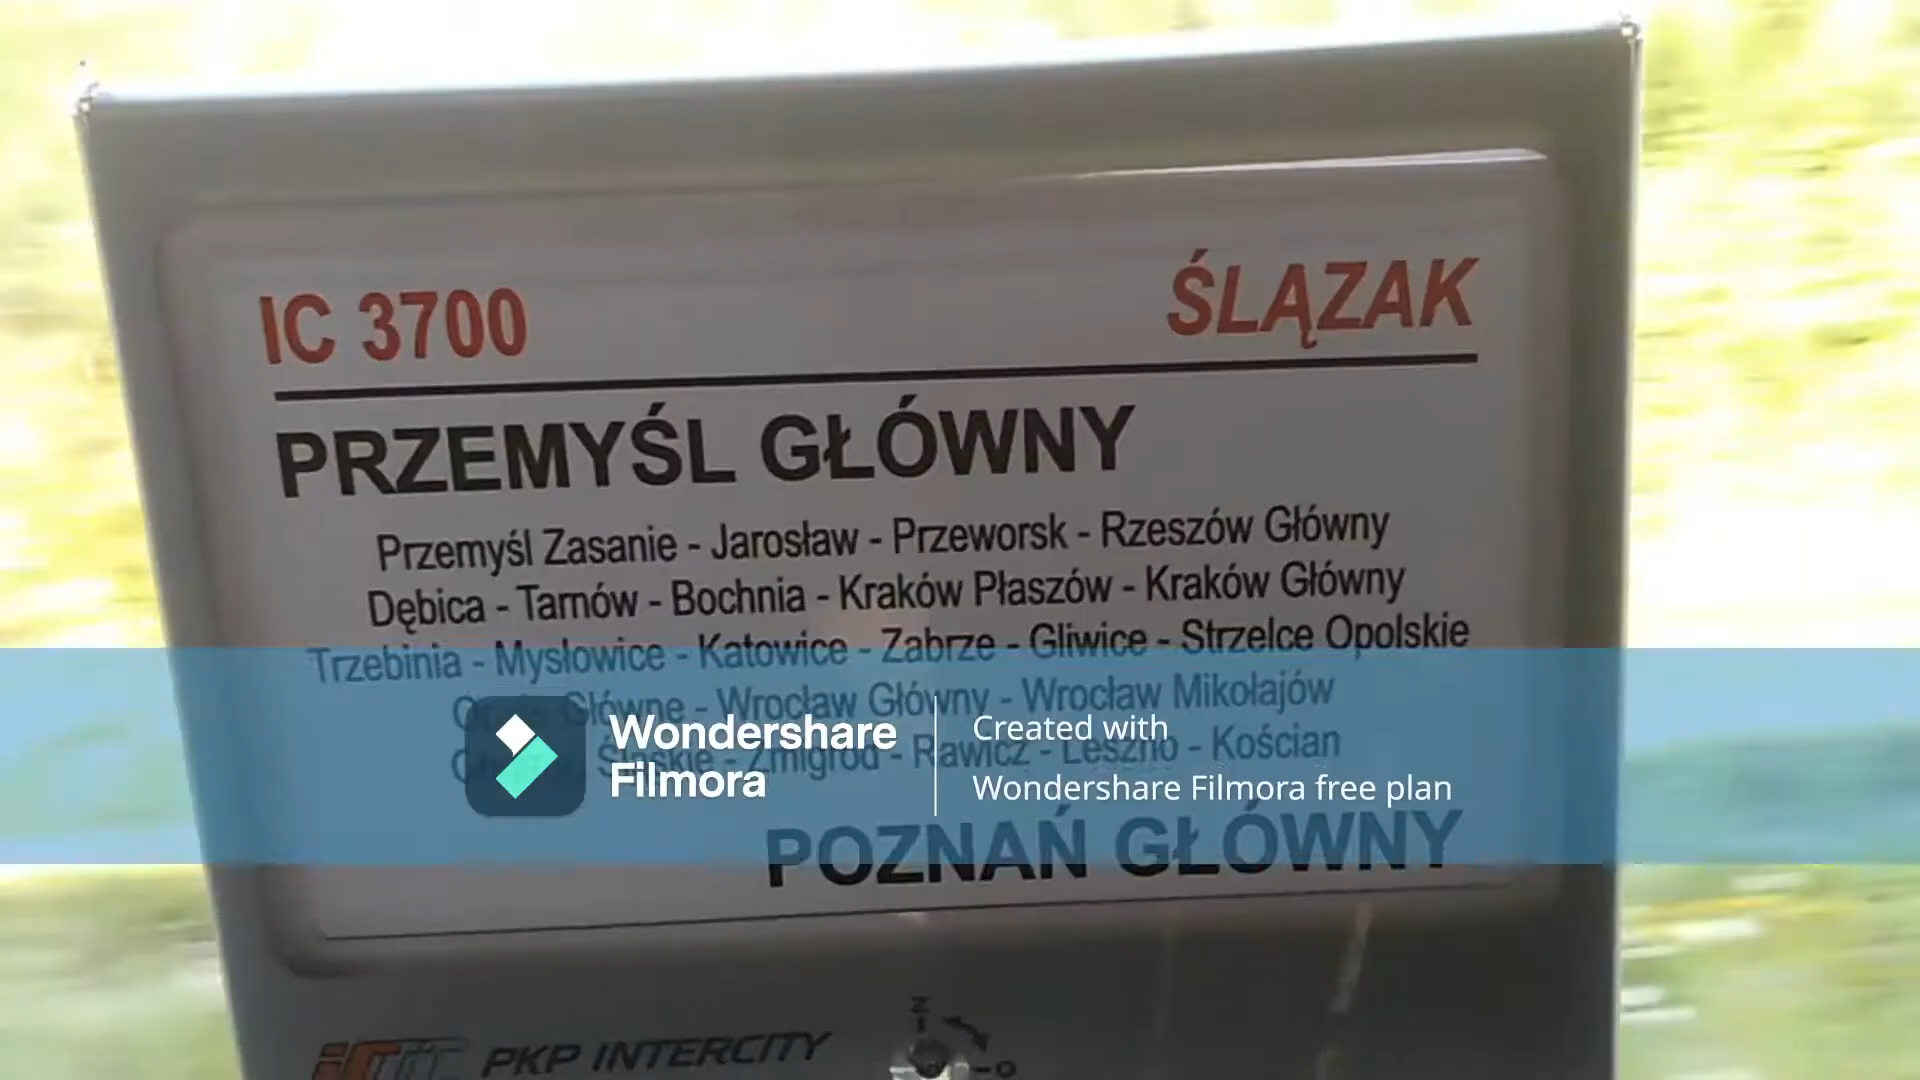 IC 3700 ŚLĄZAK
PRZEMYŚL GŁÓWNY
Przemyśl Zasanie - Jarosław - Przeworsk - Rzeszów Główny
Dębica - Tarnów - Bochnia - Kraków Płaszów - Kraków Główny
Trzebinia - Mysłowice - Katowice - Zabrze - Gliwice - Strzelce Opolskie
Główne - Wrocław Główny - Wrocław Mikołajów
Śląskie - Żmigród - Rawicz - Leszno - Kościan
POZNAŃ GŁÓWNY
Wondershare
Filmora
Created with
Wondershare Filmora free plan
PKP INTERCITY
Z
O